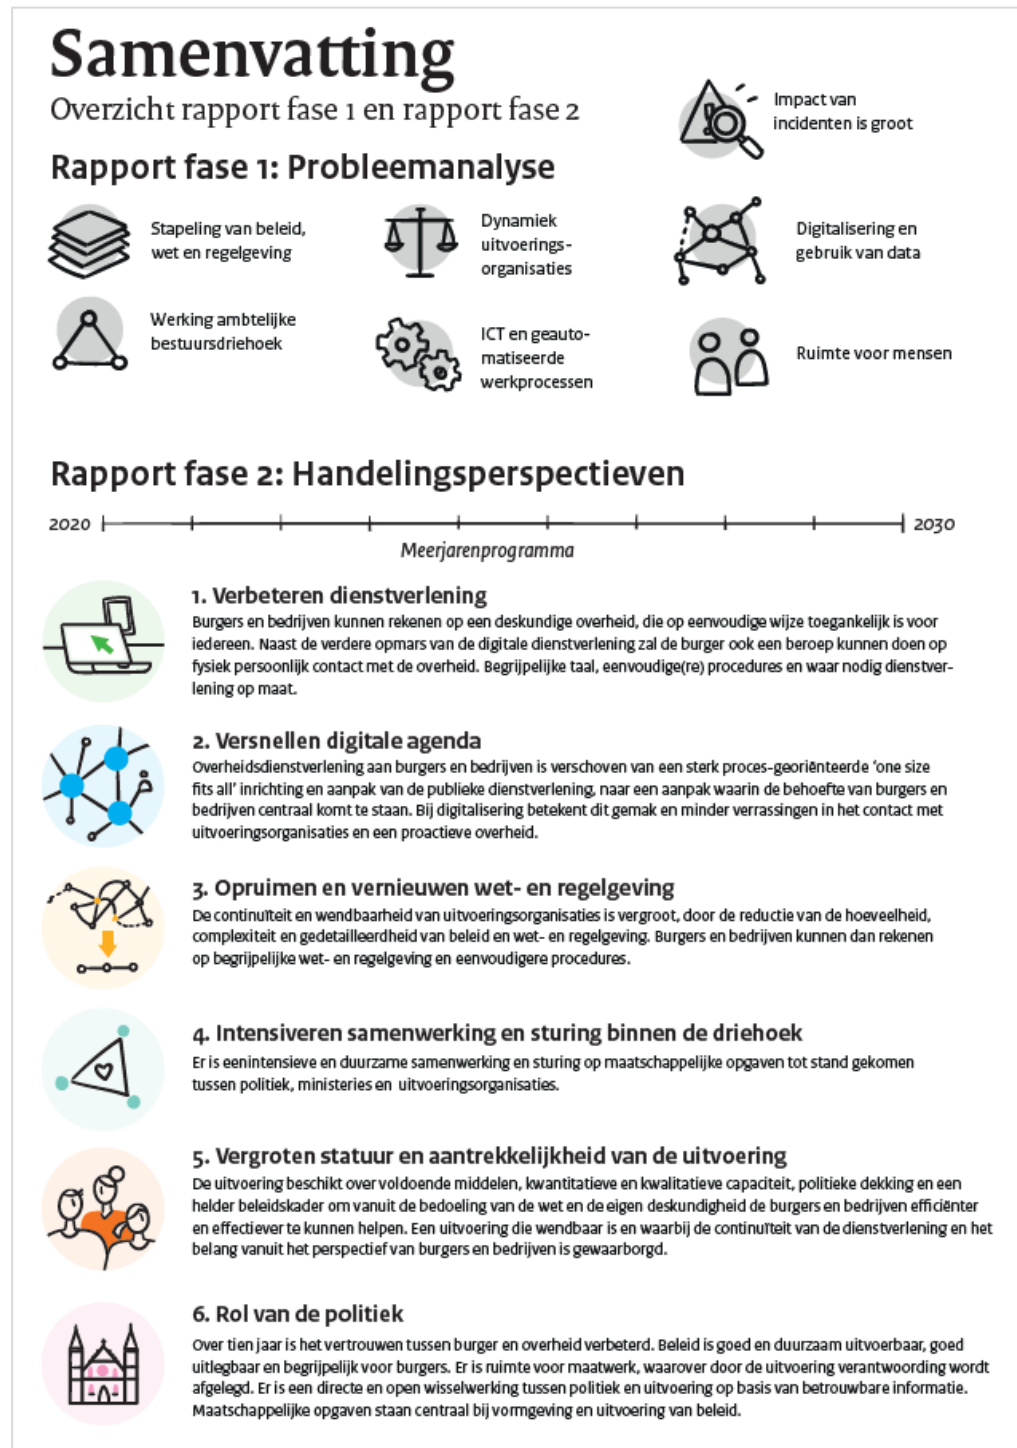 Samenvatting
Overzicht rapport fase 1 en rapport fase 2
Impact van
incidenten is groot
Rapport fase 1: Probleemanalyse
Stapeling van beleid,
wet en regelgeving
Dynamiek
uitvoerings-
organisaties
Digitalisering en
gebruik van data
Werking ambtelijke
bestuursdriehoek
ICT en geauto-
matiseerde
werkprocessen
Ruimte voor mensen
Rapport fase 2: Handelingsperspectieven
2020
2030
Meerjarenprogramma
1. Verbeteren dienstverlening
Burgers en bedrijven kunnen rekenen op een deskundige overheid, die op eenvoudige wijze toegankelijk is voor
iedereen. Naast de verdere opmars van de digitale dienstverlening zal de burger ook een beroep kunnen doen op
fysiek persoonlijk contact met de overheid. Begrijpelijke taal, eenvoudige(re) procedures en waar nodig dienstver-
lening op maat.
2. Versnellen digitale agenda
Overheidsdienstverlening aan burgers en bedrijven is verschoven van een sterk proces-georiënteerde ‘one size
fits all’ inrichting en aanpak van de publieke dienstverlening, naar een aanpak waarin de behoefte van burgers en
bedrijven centraal komt te staan. Bij digitalisering betekent dit gemak en minder verrassingen in het contact met
uitvoeringsorganisaties en een proactieve overheid.
3. Opruimen en vernieuwen wet- en regelgeving
De continuïteit en wendbaarheid van uitvoeringsorganisaties is vergroot, door de reductie van de hoeveelheid,
complexiteit en gedetailleerdheid van beleid en wet- en regelgeving. Burgers en bedrijven kunnen dan rekenen
op begrijpelijke wet- en regelgeving en eenvoudigere procedures.
4. Intensiveren samenwerking en sturing binnen de driehoek
Er is eenintensieve en duurzame samenwerking en sturing op maatschappelijke opgaven tot stand gekomen
tussen politiek, ministeries en uitvoeringsorganisaties.
5. Vergroten statuur en aantrekkelijkheid van de uitvoering
De uitvoering beschikt over voldoende middelen, kwantitatieve en kwalitatieve capaciteit, politieke dekking en een
helder beleidskader om vanuit de bedoeling van de wet en de eigen deskundigheid de burgers en bedrijven efficiënter
en effectiever te kunnen helpen. Een uitvoering die wendbaar is en waarbij de continuïteit van de dienstverlening en het
belang vanuit het perspectief van burgers en bedrijven is gewaarborgd.
6. Rol van de politiek
Over tien jaar is het vertrouwen tussen burger en overheid verbeterd. Beleid is goed en duurzaam uitvoerbaar, goed
uitlegbaar en begrijpelijk voor burgers. Er is ruimte voor maatwerk, waarover door de uitvoering verantwoording wordt
afgelegd. Er is een directe en open wisselwerking tussen politiek en uitvoering op basis van betrouwbare informatie.
Maatschappelijke opgaven staan centraal bij vormgeving en uitvoering van beleid.